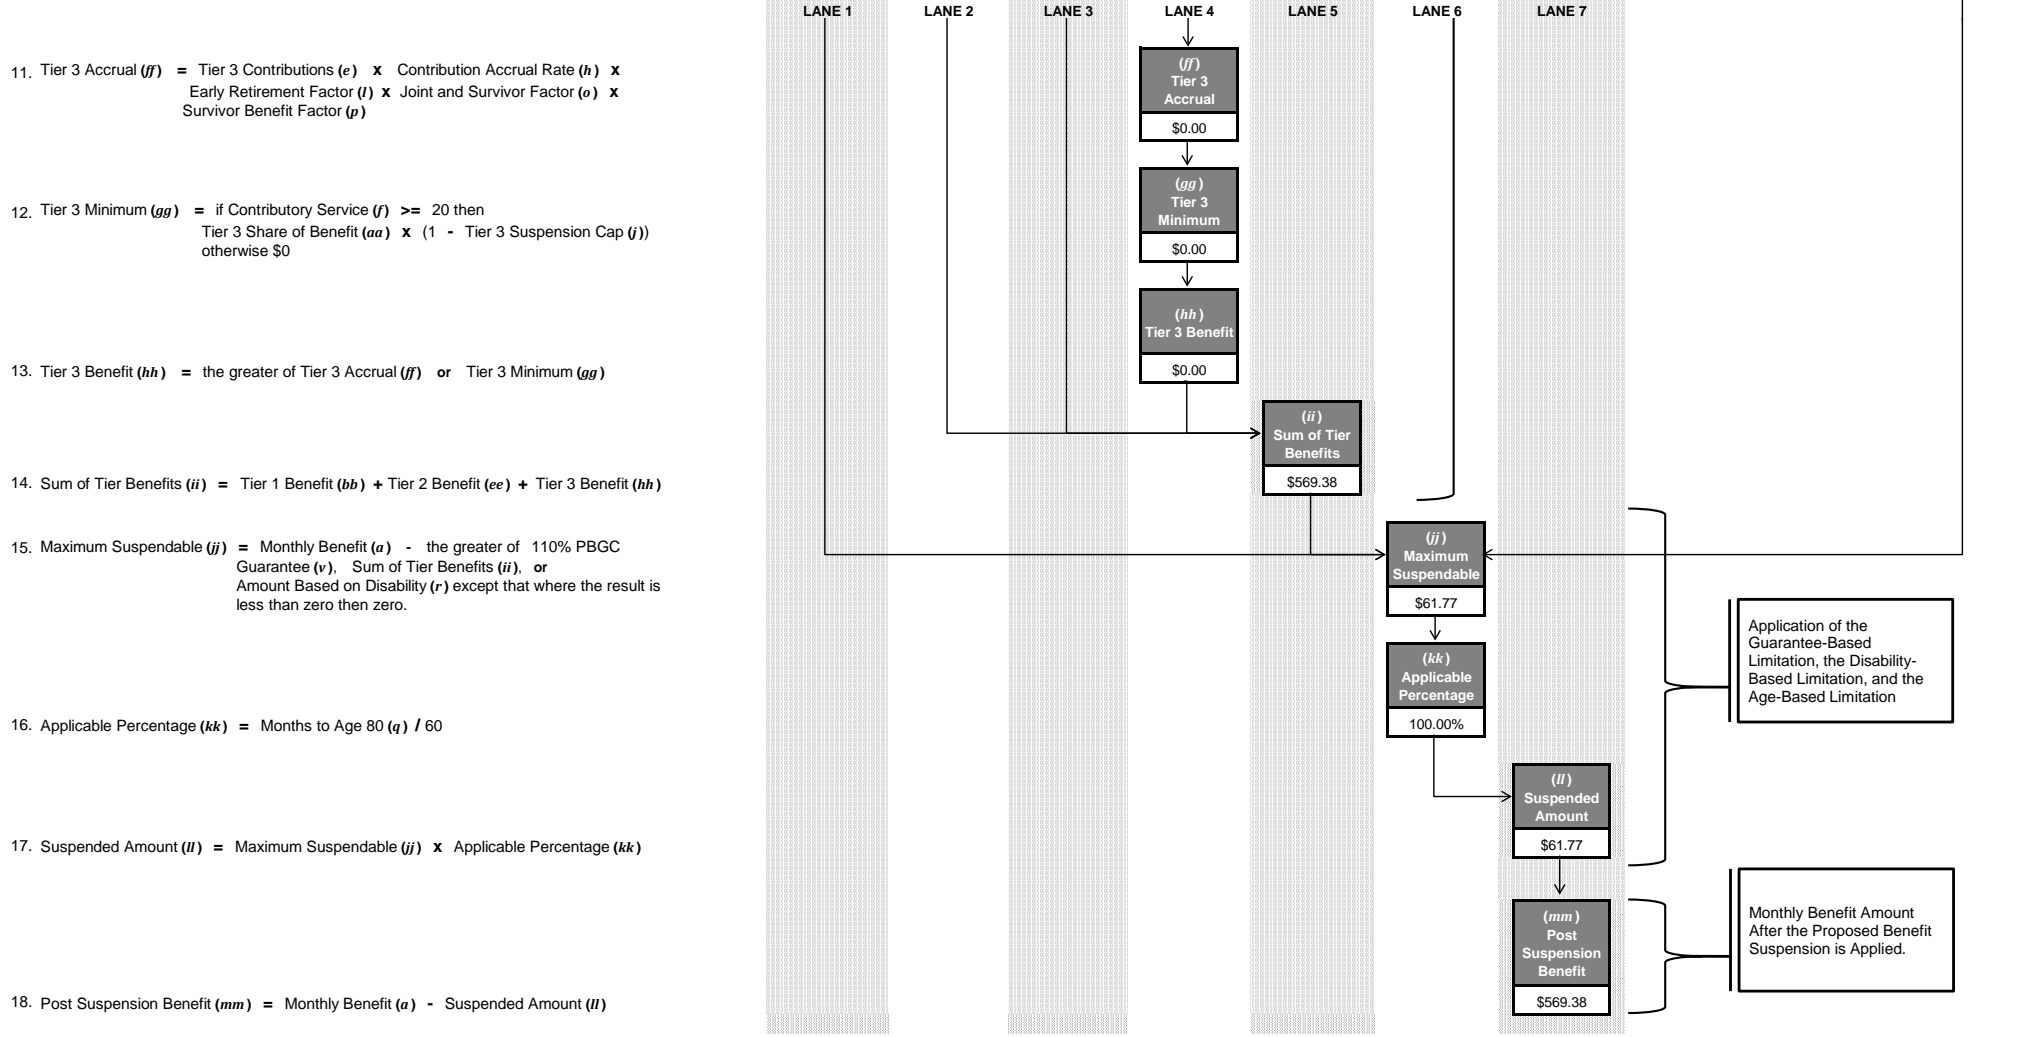 LANE 1 LANE 2 LANE 3 LANE 4 LANE 5 LANE 6 LANE 7
11. Tier 3 Accrual (ff) = Tier 3 Contributions (e) x Contribution Accrual Rate (h) x
Early Retirement Factor (l) x Joint and Survivor Factor (o) x
Survivor Benefit Factor (p)
(ff)
Tier 3
Accrual
$0.00
12. Tier 3 Minimum (gg) = if Contributory Service (f) >= 20 then
Tier 3 Share of Benefit (aa) x (1 - Tier 3 Suspension Cap (j))
otherwise $0
(gg)
Tier 3
Minimum
$0.00
(hh)
Tier 3 Benefit
$0.00
13. Tier 3 Benefit (hh) = the greater of Tier 3 Accrual (ff) or Tier 3 Minimum (gg)
(ii)
Sum of Tier
Benefits
$569.38
14. Sum of Tier Benefits (ii) = Tier 1 Benefit (bb) + Tier 2 Benefit (ee) + Tier 3 Benefit (hh)
15. Maximum Suspendable (jj) = Monthly Benefit (a) - the greater of 110% PBGC
Guarantee (v), Sum of Tier Benefits (ii), or
Amount Based on Disability (r) except that where the result is
less than zero then zero.
(jj)
Maximum
Suspendable
$61.77
Application of the
Guarantee-Based
Limitation, the Disability-
Based Limitation, and the
Age-Based Limitation
(kk)
Applicable
Percentage
100.00%
16. Applicable Percentage (kk) = Months to Age 80 (q) / 60
(ll)
Suspended
Amount
$61.77
17. Suspended Amount (ll) = Maximum Suspendable (jj) x Applicable Percentage (kk)
(mm)
Post
Suspension
Benefit
$569.38
Monthly Benefit Amount
After the Proposed Benefit
Suspension is Applied.
18. Post Suspension Benefit (mm) = Monthly Benefit (a) - Suspended Amount (ll)